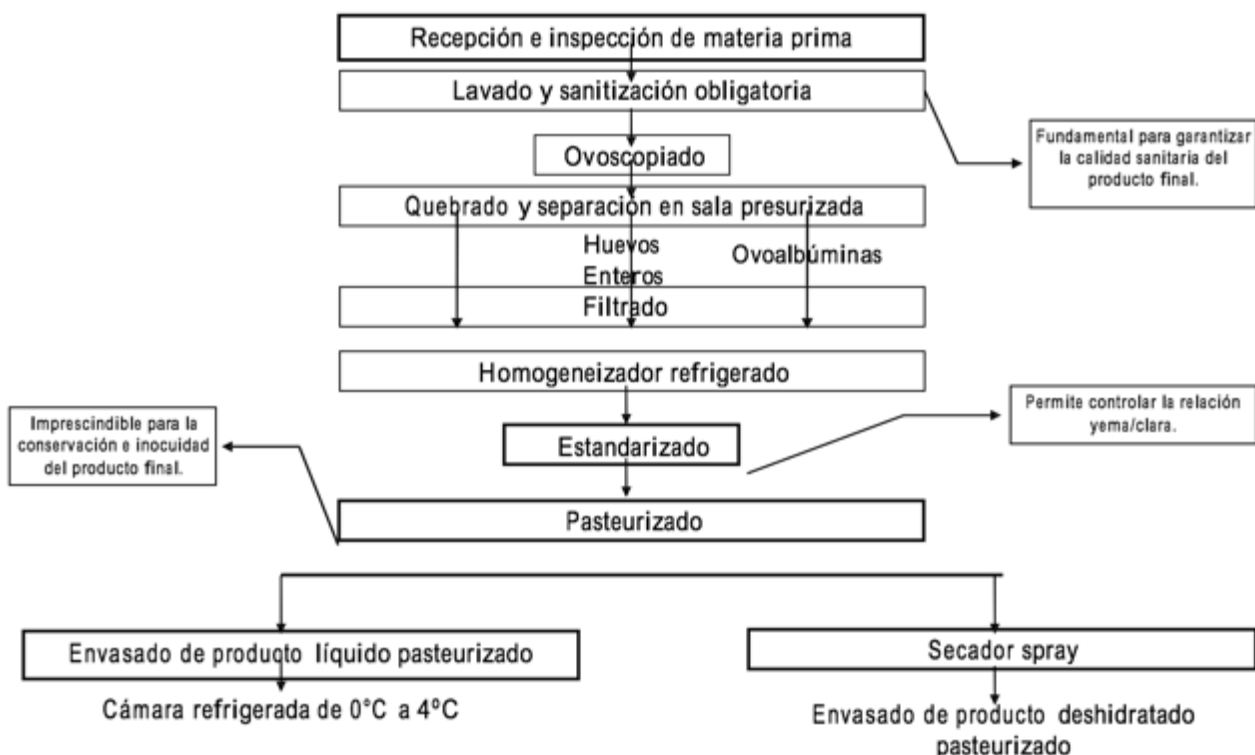 Recepción e inspección de materia prima
Lavado y sanitización obligatoria
Fundamental para garantizar
la calidad sanitaria del
producto final.
Ovoscopiado
Quebrado y separación en sala presurizada
Huevos
Enteros
Ovoalbúminas
Filtrado
Homogeneizador refrigerado
Imprescindible para la
conservación e inocuidad
del producto final.
Permite controlar la relación
yema/clara.
Estandarizado
Pasteurizado
Envasado de producto líquido pasteurizado
Secador spray
Cámara refrigerada de 0°C a 4ºC
Envasado de producto deshidratado
pasteurizado